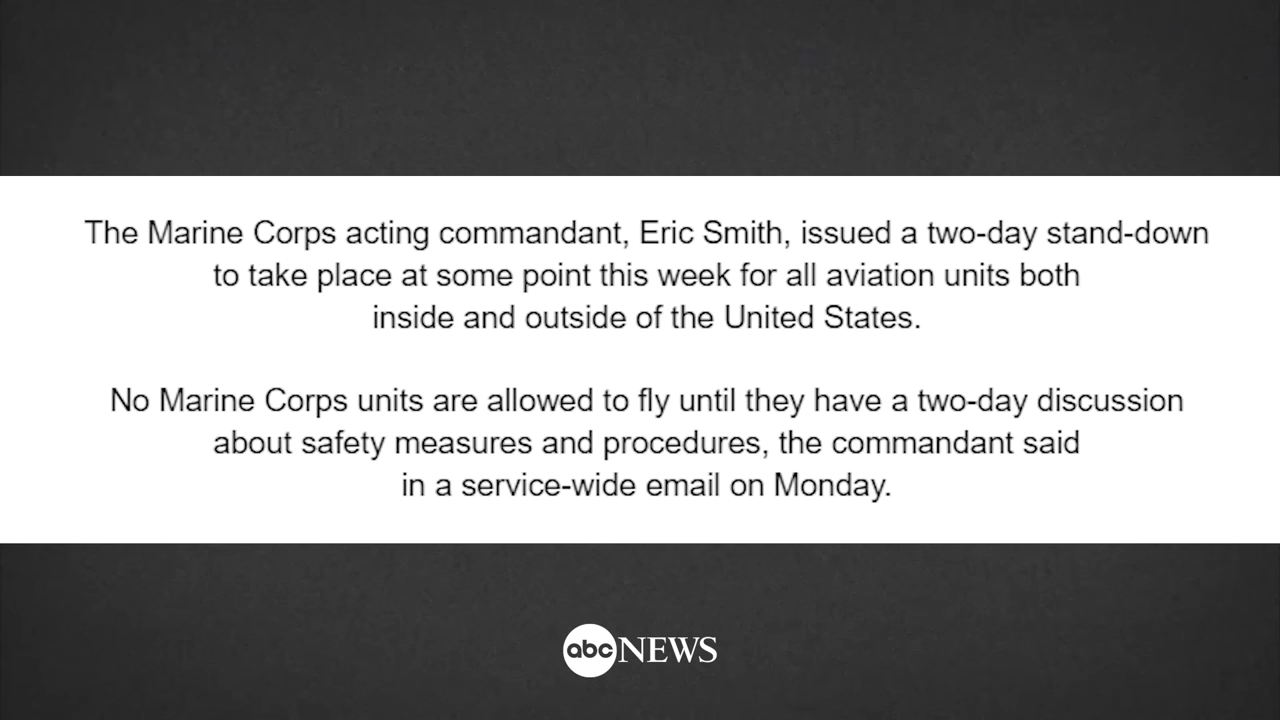 The Marine Corps acting commandant, Eric Smith, issued a two-day stand-down
to take place at some point this week for all aviation units both
inside and outside of the United States.
No Marine Corps units are allowed to fly until they have a two-day discussion
about safety measures and procedures, the commandant said
in a service-wide email on Monday.
abc NEWS